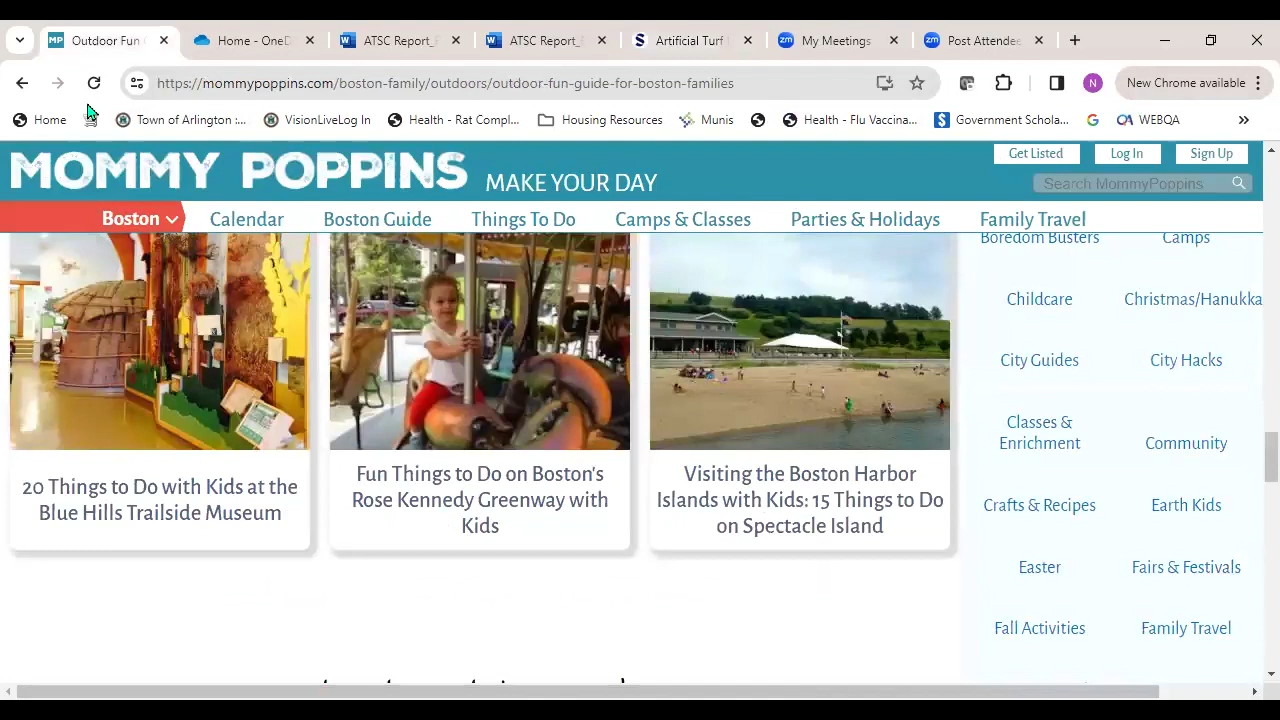 MP Outdoor Fun
Home - OneD
ATSC Report_
ATSC Report_
Artificial Turf
My Meetings
Post Attendee
https://mommypoppins.com/boston-family/outdoors/outdoor-fun-guide-for-boston-families
N
New Chrome available
Home
Town of Arlington :...
VisionLiveLog In
Health - Rat Compl...
Housing Resources
Munis
Health - Flu Vaccina...
Government Schola...
WEBQA
MOMMY POPPINS
MAKE YOUR DAY
Get Listed
Log In
Sign Up
Search MommyPoppins
Boston
Calendar
Boston Guide
Things To Do
Camps & Classes
Parties & Holidays
Family Travel
20 Things to Do with Kids at the
Blue Hills Trailside Museum
Fun Things to Do on Boston's
Rose Kennedy Greenway with
Kids
Visiting the Boston Harbor
Islands with Kids: 15 Things to Do
on Spectacle Island
Boredom Busters
Camps
Childcare
Christmas/Hanukka
City Guides
City Hacks
Classes &
Enrichment
Community
Crafts & Recipes
Earth Kids
Easter
Fairs & Festivals
Fall Activities
Family Travel